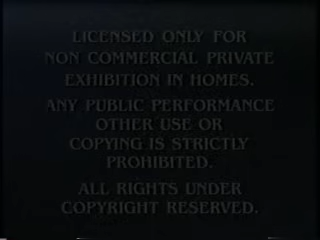 LICENSED ONLY FOR
NON COMMERCIAL PRIVATE
EXHIBITION IN HOMES.
ANY PUBLIC PERFORMANCE
OTHER USE OR
COPYING IS STRICTLY
PROHIBITED.
ALL RIGHTS UNDER
COPYRIGHT RESERVED.